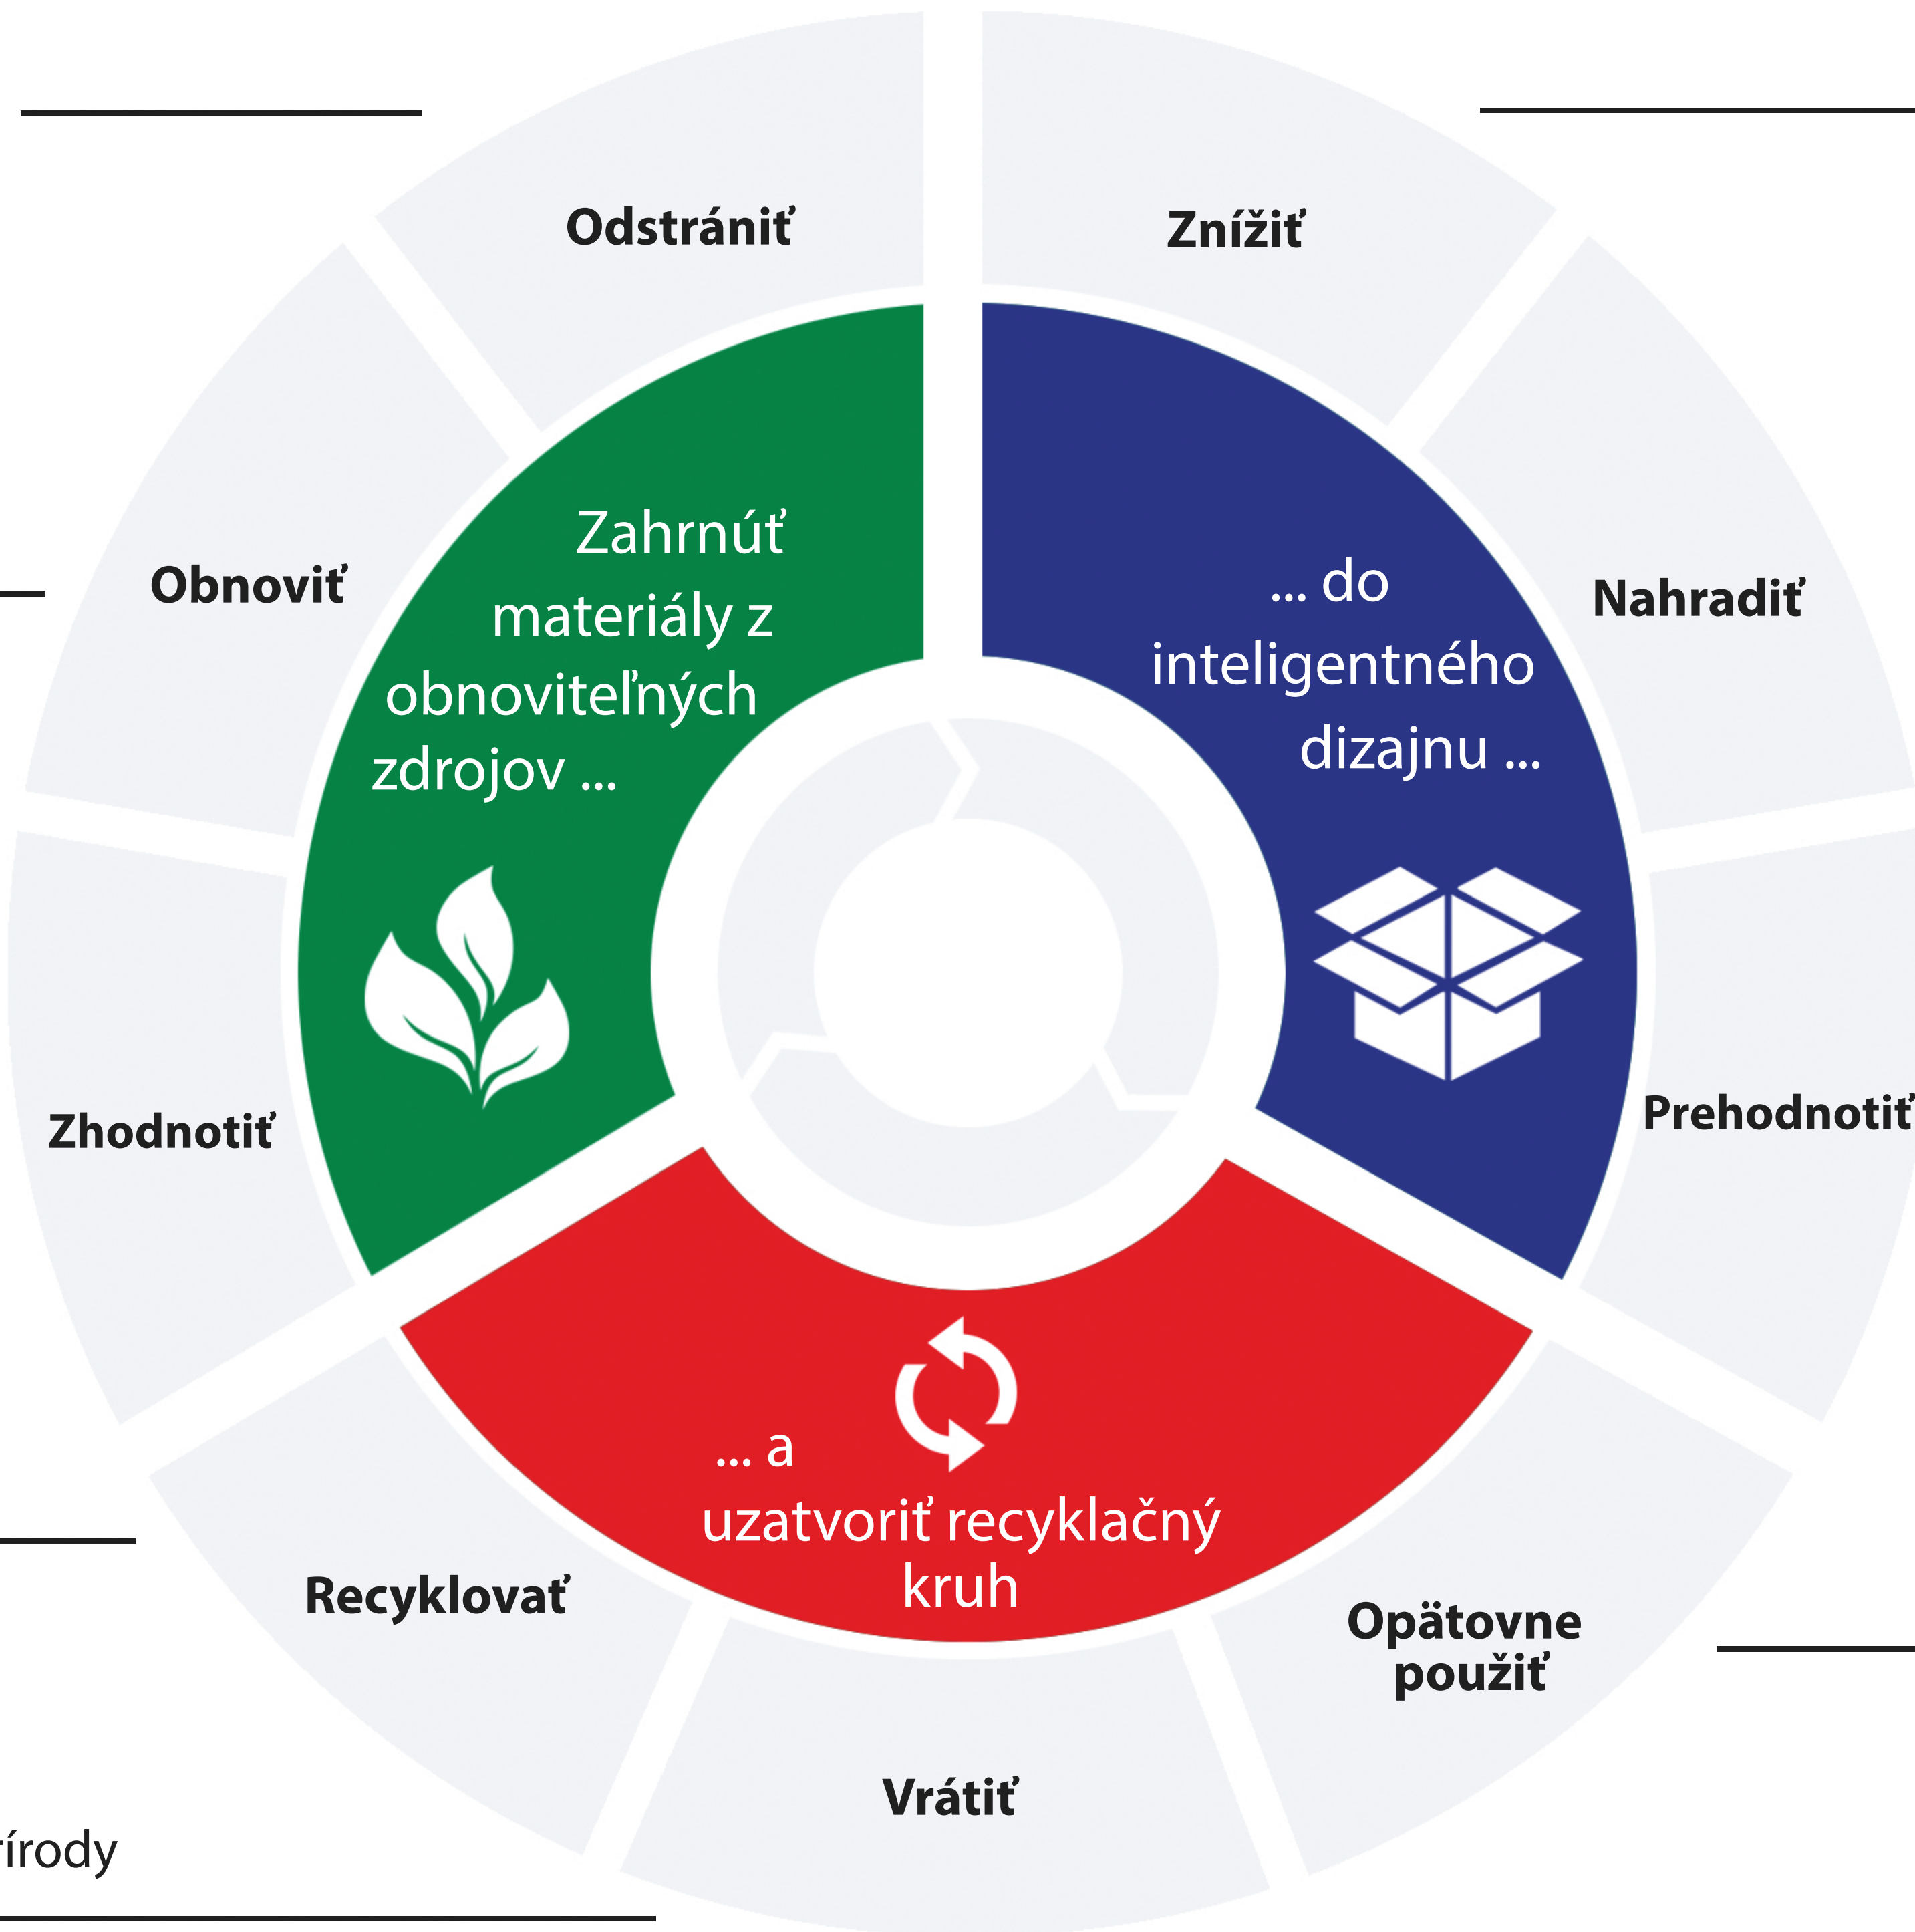 Odstrániť
Znížiť
Obnoviť
Nahradiť
Zahrnúť
materiály z
obnoviteľných
zdrojov ...
... do
inteligentného
dizajnu ...
Zhodnotiť
Prehodnotiť
... a
uzatvoriť recyklačný
kruh
Recyklovať
Opätovne
použiť
Vrátiť